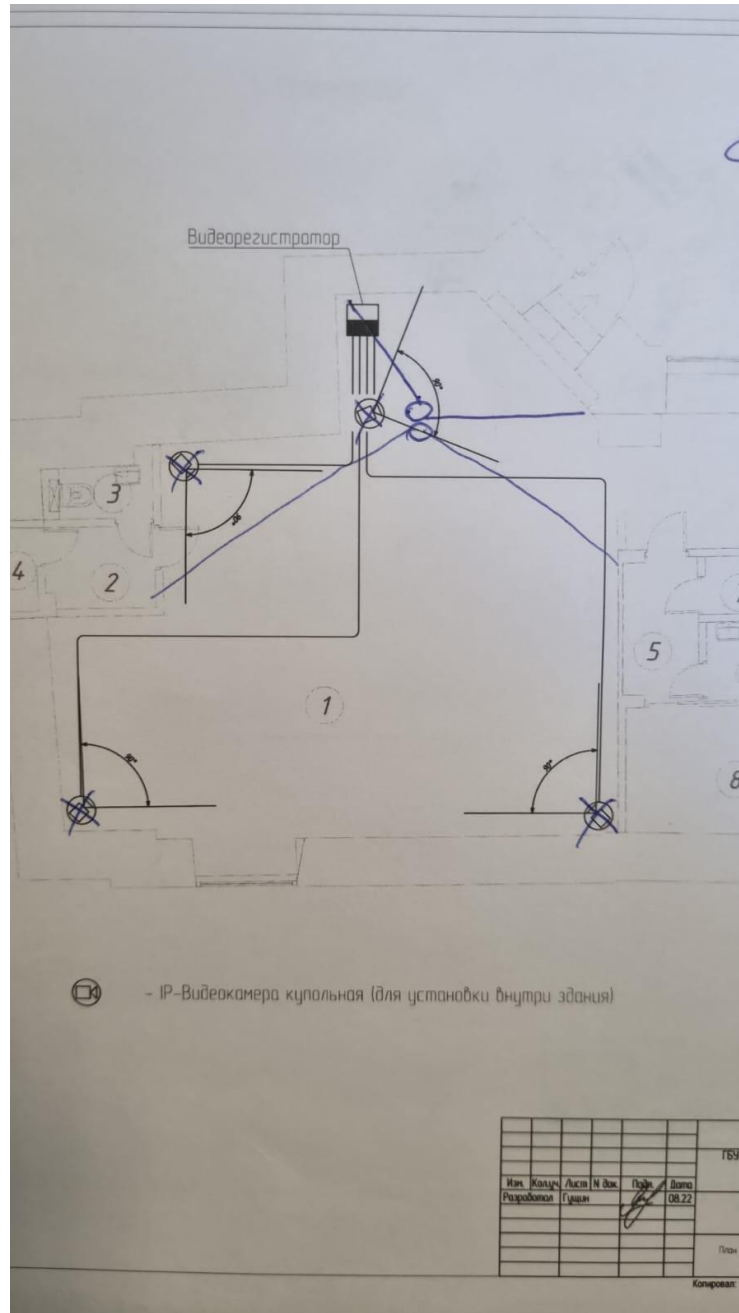 Видеорегистратор
90°
3
90°
4
2
5
1
90°
90°
8
- IP-Видеокамера купольная (для установки внутри здания)
ГБУ
Изм. Кол.уч Лист N док. Подп. Дата
Разработал Гущин 08.22
План
Копировал: